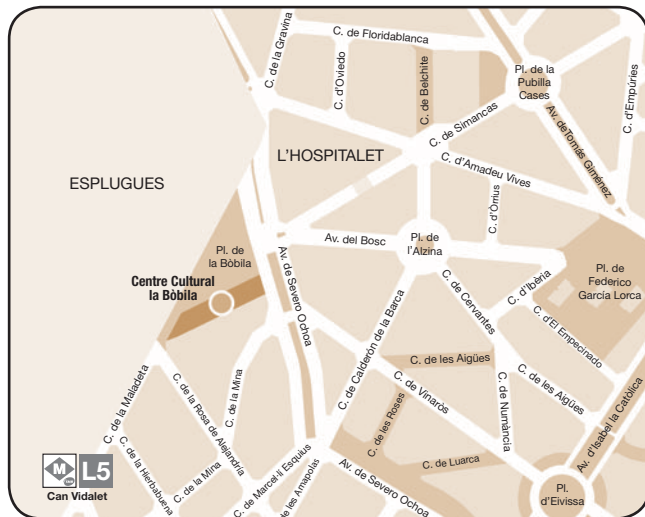 C. de la Gravina
C. de Floridablanca
C. d'Oviedo
C. de Belchite
Pl. de la
Pubilla
Cases
C. d'Empúries
C. de Simancas
Av. deTomás Giménez
L'HOSPITALET
C. d'Amadeu Vives
ESPLUGUES
C. d'Òrrius
Pl. de
la Bòbila
Av. del Bosc
Pl. de
l'Alzina
Centre Cultural
la Bòbila
Av. de Severo Ochoa
C. de Calderón de la Barca
C. de Cervantes
C. d'Ibèria
Pl. de
Federico
García Lorca
C. d'El Empecinado
C. de les Aigües
C. de la Maladeta
C. de la Rosa de Alejandría
C. de la Mina
C. de Vinaròs
C. de les Roses
C. de Numància
C. de les Aigües
Av. d'Isabel la Catòlica
C. de la Hierbabuena
C. de la Mina
C. de Marcel·lí Esquius
C. de les Amapolas
C. de Luarca
Av. de Severo Ochoa
Pl.
d'Eivissa
M
L5
Can Vidalet